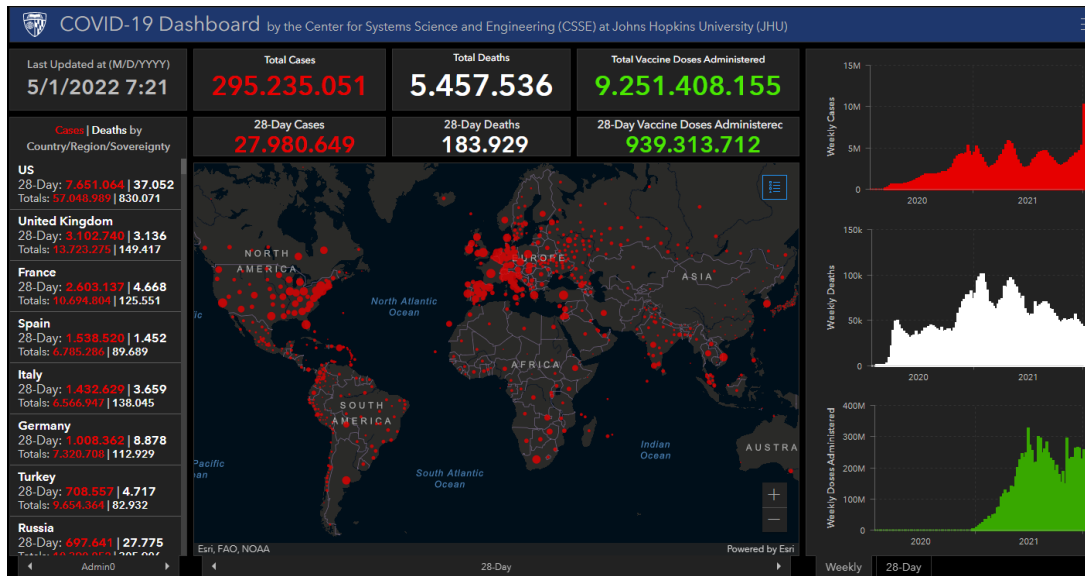 COVID-19 Dashboard by the Center for Systems Science and Engineering (CSSE) at Johns Hopkins University (JHU)
Last Updated at (M/D/YYYY)
5/1/2022 7:21
Total Cases
295.235.051
Total Deaths
5.457.536
Total Vaccine Doses Administered
9.251.408.155
28-Day Cases
27.980.649
28-Day Deaths
183.929
28-Day Vaccine Doses Administerec
939.313.712
Cases | Deaths by
Country/Region/Sovereignty
US
28-Day: 7.651.064 | 37.052
Totals: 57.048.989 | 830.071
United Kingdom
28-Day: 3.102.740 | 3.136
Totals: 13.723.275 | 149.417
France
28-Day: 2.603.137 | 4.668
Totals: 10.694.804 | 125.551
Spain
28-Day: 1.538.520 | 1.452
Totals: 6.785.286 | 89.689
Italy
28-Day: 1.432.629 | 3.659
Totals: 6.566.947 | 138.045
Germany
28-Day: 1.008.362 | 8.878
Totals: 7.320.708 | 112.929
Turkey
28-Day: 708.557 | 4.717
Totals: 9.654.364 | 82.932
Russia
28-Day: 697.641 | 27.775
Admin0
NORTH
AMERICA
EUROPE
ASIA
North Atlantic
Ocean
AFRICA
SOUTH
AMERICA
Indian
Ocean
AUSTRA
Pacific
South Atlantic
Ocean
+
−
Esri, FAO, NOAA
Powered by Esri
28-Day
Weekly Cases
15M
10M
5M
0
2020
2021
Weekly Deaths
150k
100k
50k
0
2020
2021
Weekly Doses Administered
400M
300M
200M
100M
0
2020
2021
Weekly
28-Day